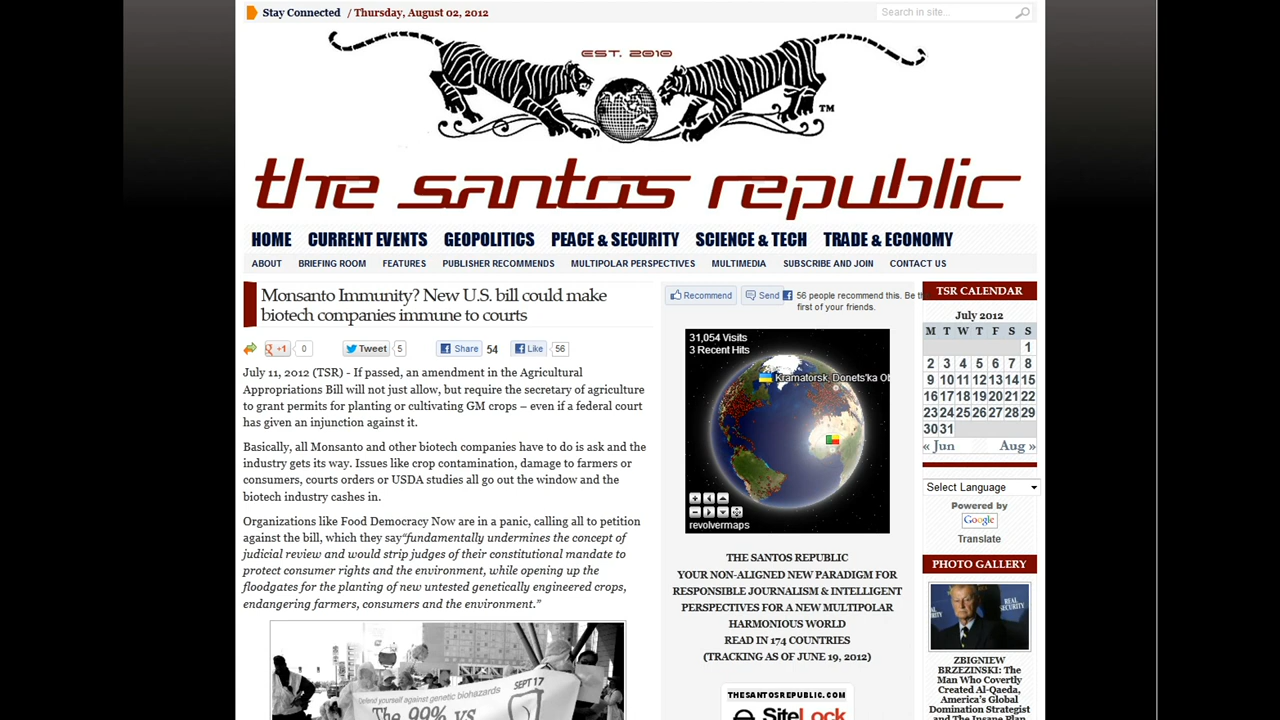 Stay Connected / Thursday, August 02, 2012
Search in site...
EST. 2010
TM
the santos republic
HOME CURRENT EVENTS GEOPOLITICS PEACE & SECURITY SCIENCE & TECH TRADE & ECONOMY
ABOUT BRIEFING ROOM FEATURES PUBLISHER RECOMMENDS MULTIPOLAR PERSPECTIVES MULTIMEDIA SUBSCRIBE AND JOIN CONTACT US
Monsanto Immunity? New U.S. bill could make
biotech companies immune to courts
+1 0 Tweet 5 Share 54 Like 56
July 11, 2012 (TSR) - If passed, an amendment in the Agricultural
Appropriations Bill will not just allow, but require the secretary of agriculture
to grant permits for planting or cultivating GM crops – even if a federal court
has given an injunction against it.
Basically, all Monsanto and other biotech companies have to do is ask and the
industry gets its way. Issues like crop contamination, damage to farmers or
consumers, courts orders or USDA studies all go out the window and the
biotech industry cashes in.
Organizations like Food Democracy Now are in a panic, calling all to petition
against the bill, which they say“fundamentally undermines the concept of
judicial review and would strip judges of their constitutional mandate to
protect consumer rights and the environment, while opening up the
floodgates for the planting of new untested genetically engineered crops,
endangering farmers, consumers and the environment.”
Defend yourself against genetic biohazards
SEPT 17
The 99% vs
Recommend Send 56 people recommend this. Be th
first of your friends.
31,054 Visits
3 Recent Hits
Kramatorsk, Donets'ka Ob
revolvermaps
THE SANTOS REPUBLIC
YOUR NON-ALIGNED NEW PARADIGM FOR
RESPONSIBLE JOURNALISM & INTELLIGENT
PERSPECTIVES FOR A NEW MULTIPOLAR
HARMONIOUS WORLD
READ IN 174 COUNTRIES
(TRACKING AS OF JUNE 19, 2012)
THESANTOSREPUBLIC.COM
SiteLock
TSR CALENDAR
July 2012
M T W T F S S
1
2 3 4 5 6 7 8
9 10 11 12 13 14 15
16 17 18 19 20 21 22
23 24 25 26 27 28 29
30 31
« Jun Aug »
Select Language
Powered by
Google
Translate
PHOTO GALLERY
REAL
SECURITY
ZBIGNIEW
BRZEZINSKI: The
Man Who Covertly
Created Al-Qaeda,
America's Global
Domination Strategist
and The Insane Plan